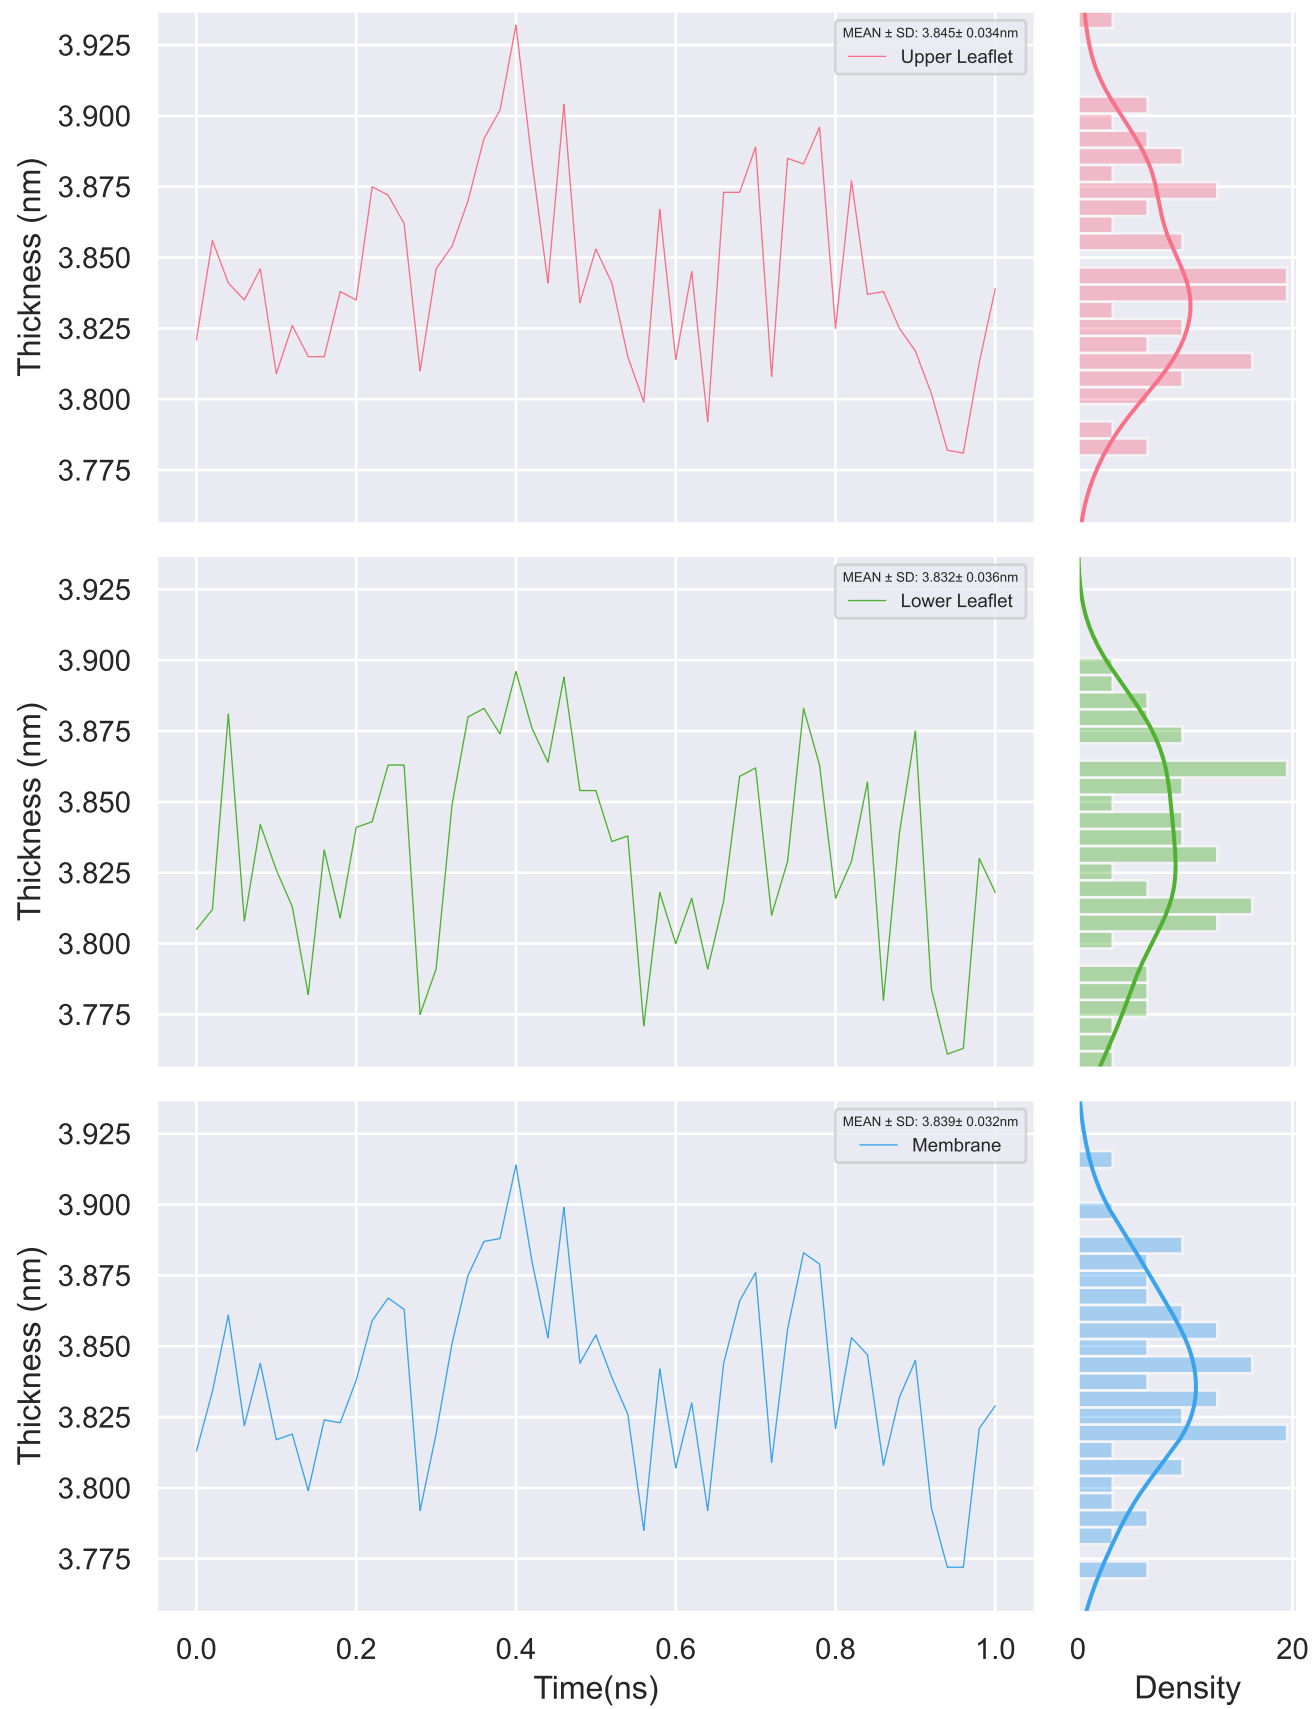 3.925
3.900
3.875
3.850
3.825
3.800
3.775
Thickness (nm)
MEAN ± SD: 3.845± 0.034nm
Upper Leaflet
3.925
3.900
3.875
3.850
3.825
3.800
3.775
Thickness (nm)
MEAN ± SD: 3.832± 0.036nm
Lower Leaflet
3.925
3.900
3.875
3.850
3.825
3.800
3.775
Thickness (nm)
MEAN ± SD: 3.839± 0.032nm
Membrane
0.0 0.2 0.4 0.6 0.8 1.0
Time(ns)
0 20
Density